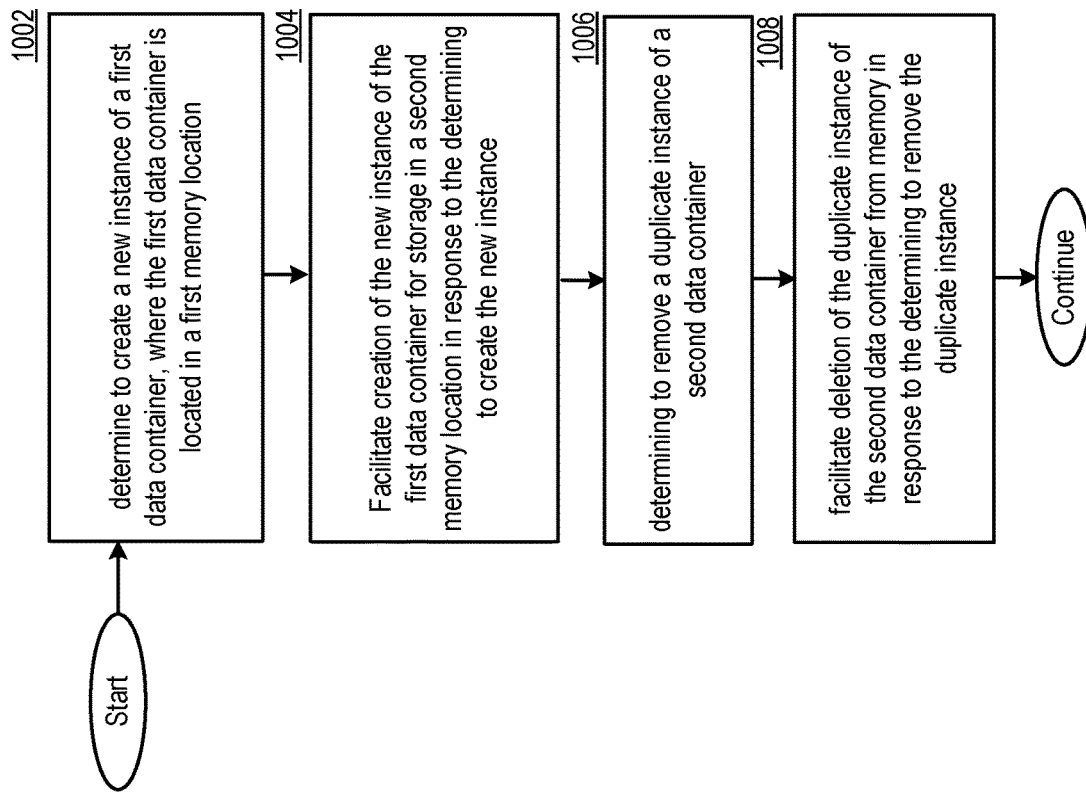 Start
1002
determine to create a new instance of a first
data container, where the first data container is
located in a first memory location
1004
Facilitate creation of the new instance of the
first data container for storage in a second
memory location in response to the determining
to create the new instance
1006
determining to remove a duplicate instance of a
second data container
1008
facilitate deletion of the duplicate instance of
the second data container from memory in
response to the determining to remove the
duplicate instance
Continue